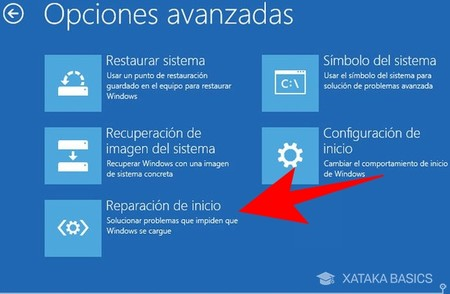 Opciones avanzadas
Restaurar sistema
Usar un punto de restauración
guardado en el equipo para restaurar
Windows
Símbolo del sistema
Usar el símbolo del sistema para
solución de problemas avanzada
C:\
Recuperación de
imagen del sistema
Recuperar Windows con una imagen
de sistema concreta
Configuración de
inicio
Cambiar el comportamiento de inicio
de Windows
Reparación de inicio
Solucionar problemas que impiden que
Windows se cargue
XATAKA BASICS